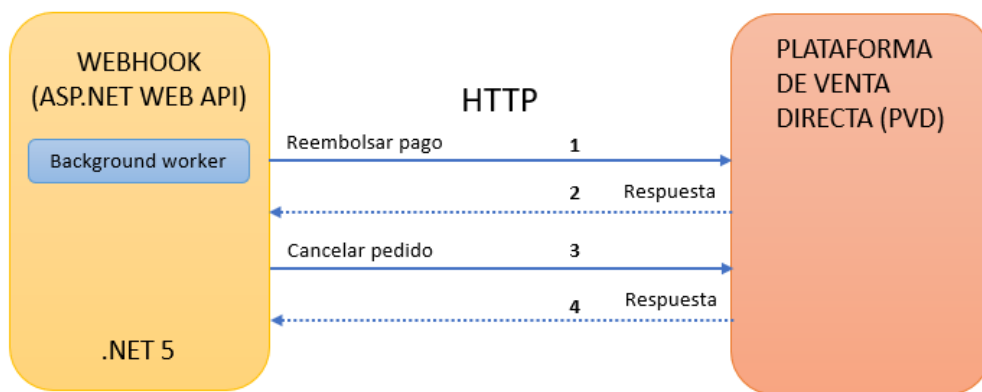 WEBHOOK
(ASP.NET WEB API)
Background worker
.NET 5
HTTP
Reembolsar pago 1
2 Respuesta
Cancelar pedido 3
4 Respuesta
PLATAFORMA
DE VENTA
DIRECTA (PVD)